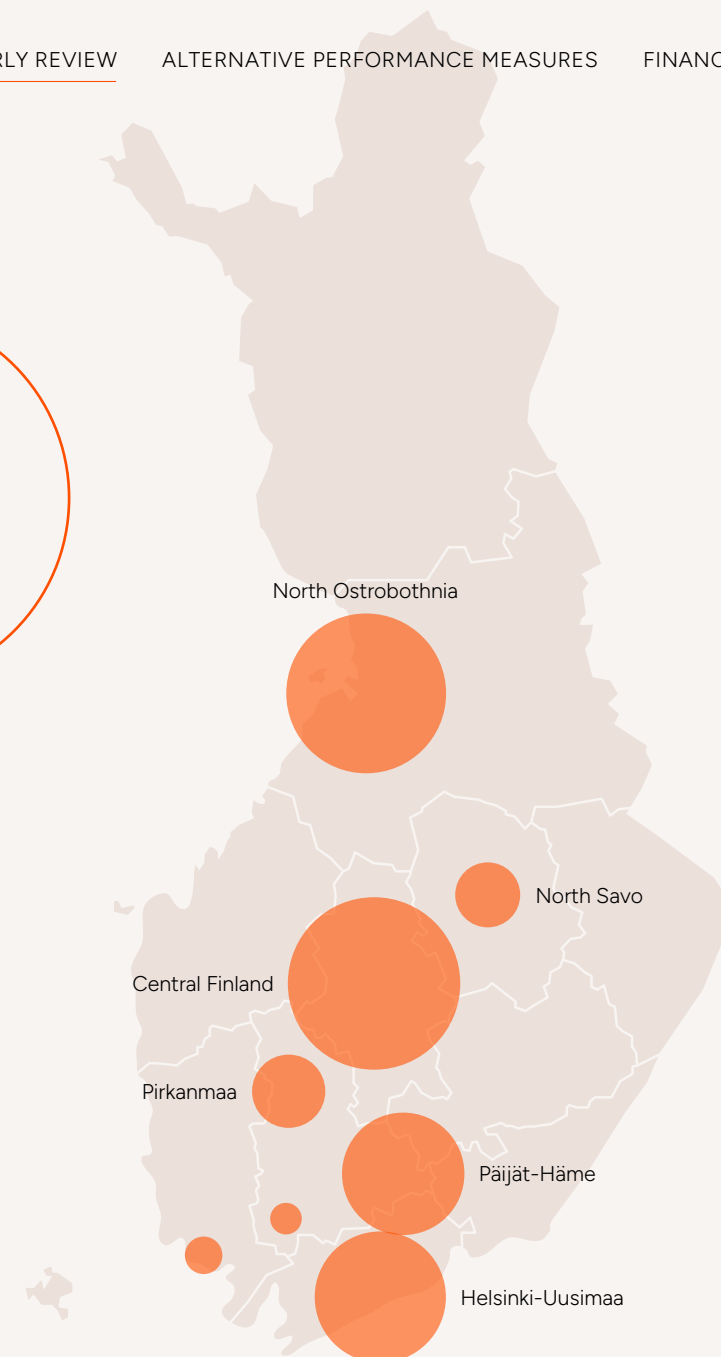 RLY REVIEW ALTERNATIVE PERFORMANCE MEASURES FINANC
North Ostrobothnia
North Savo
Central Finland
Pirkanmaa
Päijät-Häme
Helsinki-Uusimaa